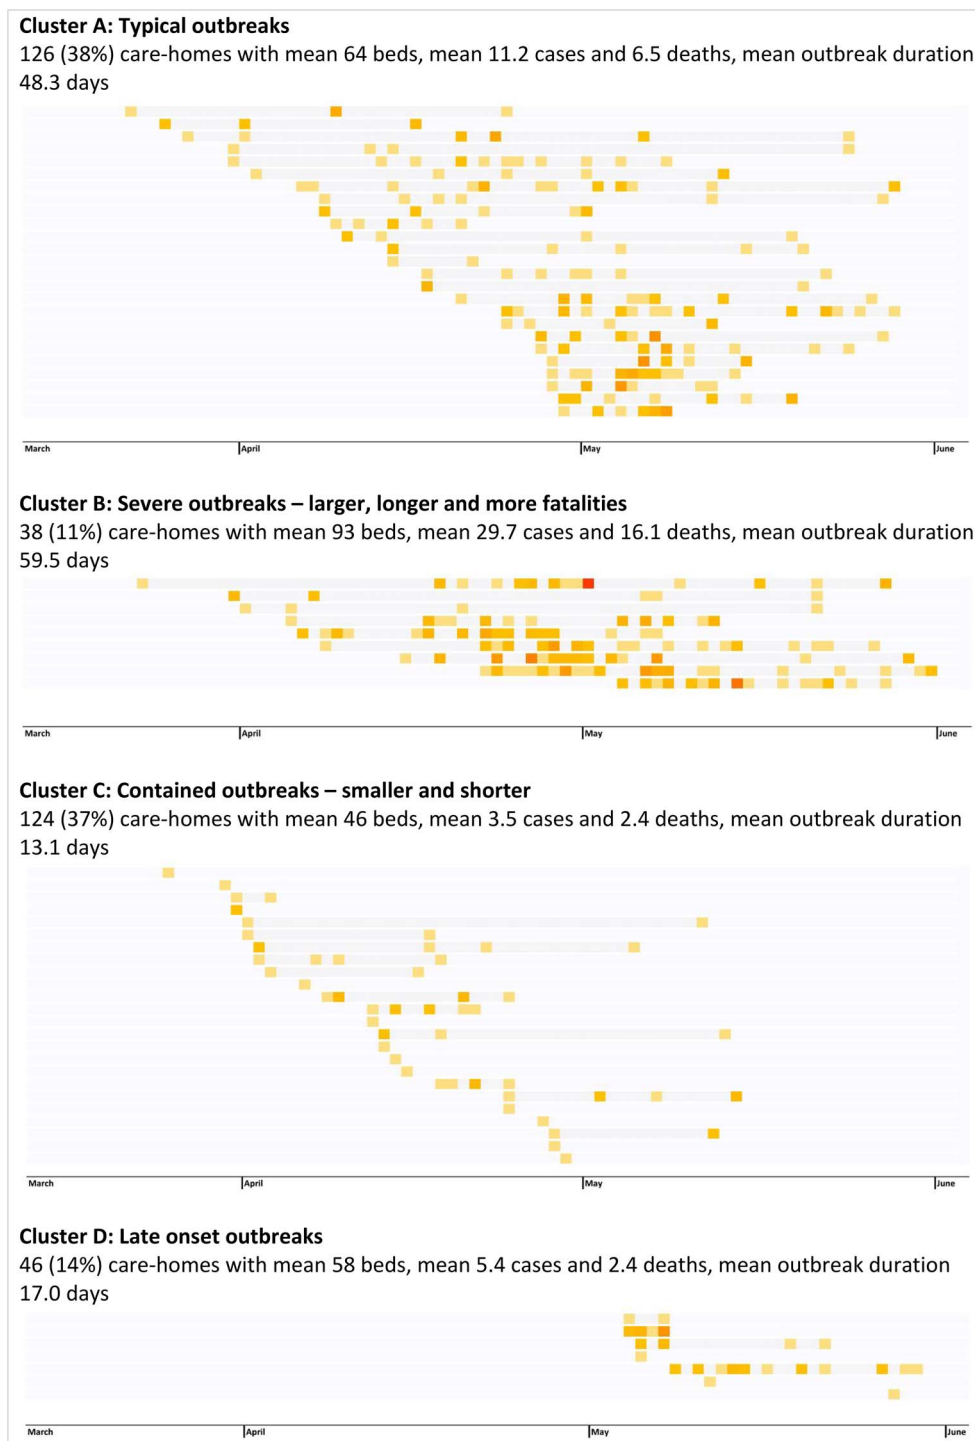 Cluster A: Typical outbreaks
126 (38%) care-homes with mean 64 beds, mean 11.2 cases and 6.5 deaths, mean outbreak duration
48.3 days
March April May June
Cluster B: Severe outbreaks – larger, longer and more fatalities
38 (11%) care-homes with mean 93 beds, mean 29.7 cases and 16.1 deaths, mean outbreak duration
59.5 days
March April May June
Cluster C: Contained outbreaks – smaller and shorter
124 (37%) care-homes with mean 46 beds, mean 3.5 cases and 2.4 deaths, mean outbreak duration
13.1 days
March April May June
Cluster D: Late onset outbreaks
46 (14%) care-homes with mean 58 beds, mean 5.4 cases and 2.4 deaths, mean outbreak duration
17.0 days
March April May June